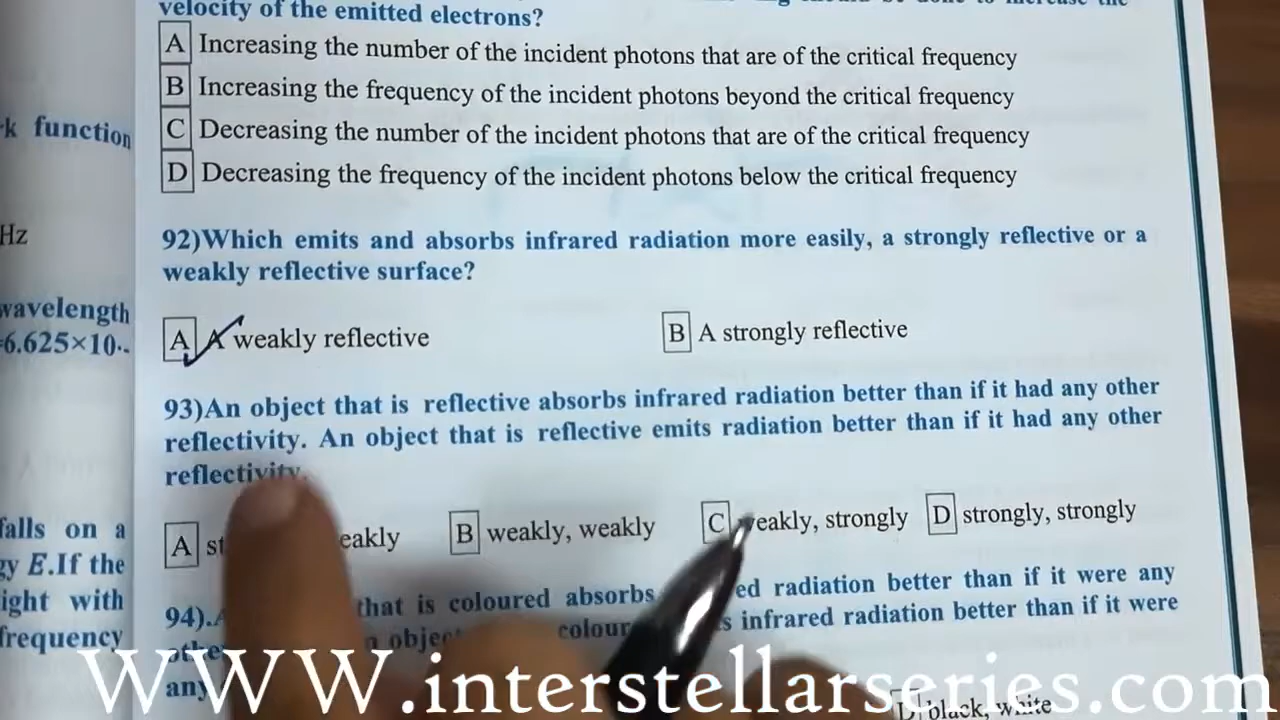 velocity of the emitted electrons?
A Increasing the number of the incident photons that are of the critical frequency
B Increasing the frequency of the incident photons beyond the critical frequency
C Decreasing the number of the incident photons that are of the critical frequency
D Decreasing the frequency of the incident photons below the critical frequency
92)Which emits and absorbs infrared radiation more easily, a strongly reflective or a
weakly reflective surface?
A A weakly reflective
B A strongly reflective
93)An object that is reflective absorbs infrared radiation better than if it had any other
reflectivity. An object that is reflective emits radiation better than if it had any other
reflectivity.
A
B weakly, weakly
C weakly, strongly
D strongly, strongly
94). that is coloured absorbs radiation better than if it were any
infrared radiation better than if it were
any
D black, white
function
Hz
wavelength
6.625×10
falls on a
E.If the
with
frequency
WWW.interstellarseries.com